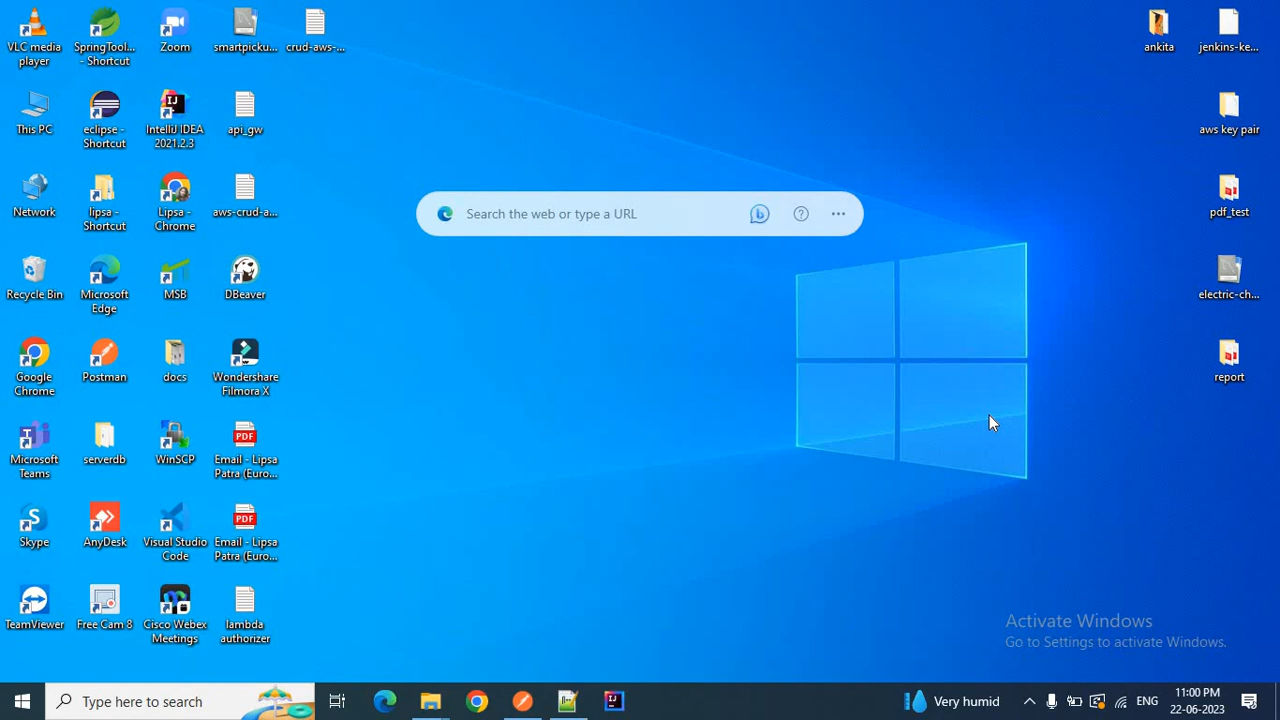 VLC media
player
SpringTool...
- Shortcut
Zoom
smartpicku...
crud-aws-...
ankita
jenkins-ke...
This PC
eclipse -
Shortcut
IntelliJ IDEA
2021.2.3
api_gw
aws key pair
Network
lipsa -
Shortcut
Lipsa -
Chrome
aws-crud-a...
Search the web or type a URL
pdf_test
Recycle Bin
Microsoft
Edge
MSB
DBeaver
electric-ch...
Google
Chrome
Postman
docs
Wondershare
Filmora X
report
Microsoft
Teams
serverdb
WinSCP
PDF
Email - Lipsa
Patra (Euro...
Skype
AnyDesk
Visual Studio
Code
PDF
Email - Lipsa
Patra (Euro...
TeamViewer
Free Cam 8
Cisco Webex
Meetings
lambda
authorizer
Activate Windows
Go to Settings to activate Windows.
Type here to search
Very humid
ENG
11:00 PM
22-06-2023